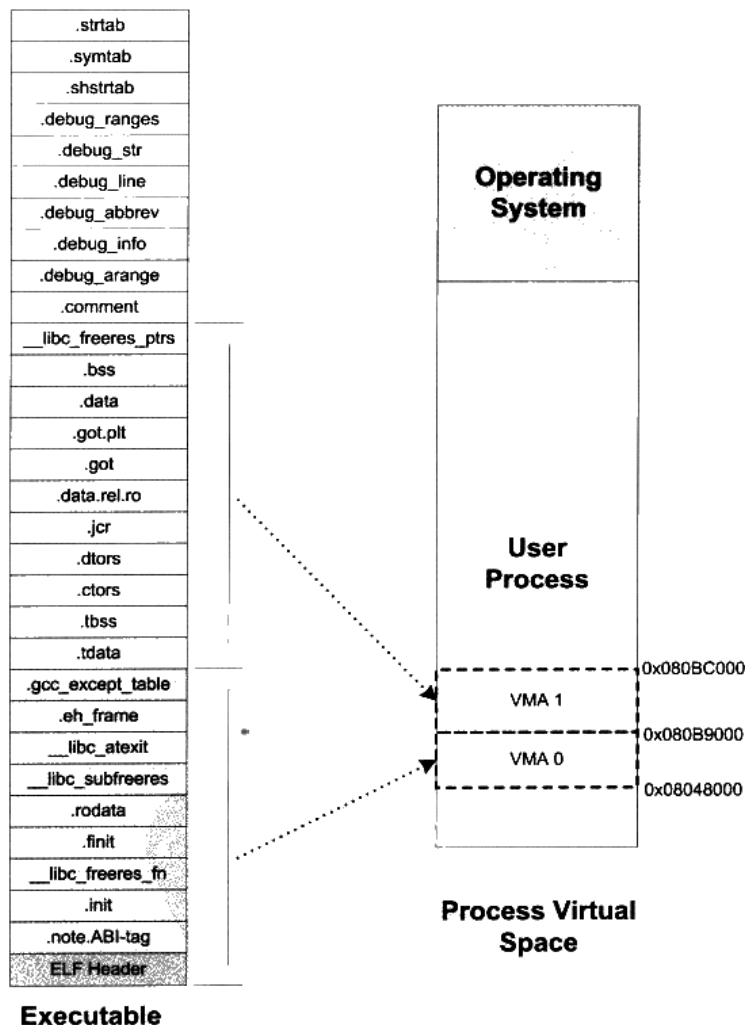 .strtab
.symtab
.shstrtab
.debug_ranges
.debug_str
.debug_line
.debug_abbrev
.debug_info
.debug_arange
.comment
__libc_freeres_ptrs
.bss
.data
.got.plt
.got
.data.rel.ro
.jcr
.dtors
.ctors
.tbss
.tdata
.gcc_except_table
.eh_frame
__libc_atexit
__libc_subfreeres
.rodata
.finit
__libc_freeres_fn
.init
.note.ABI-tag
ELF Header
Executable
Operating
System
User
Process
0x080BC000
VMA 1
0x080B9000
VMA 0
0x08048000
Process Virtual
Space